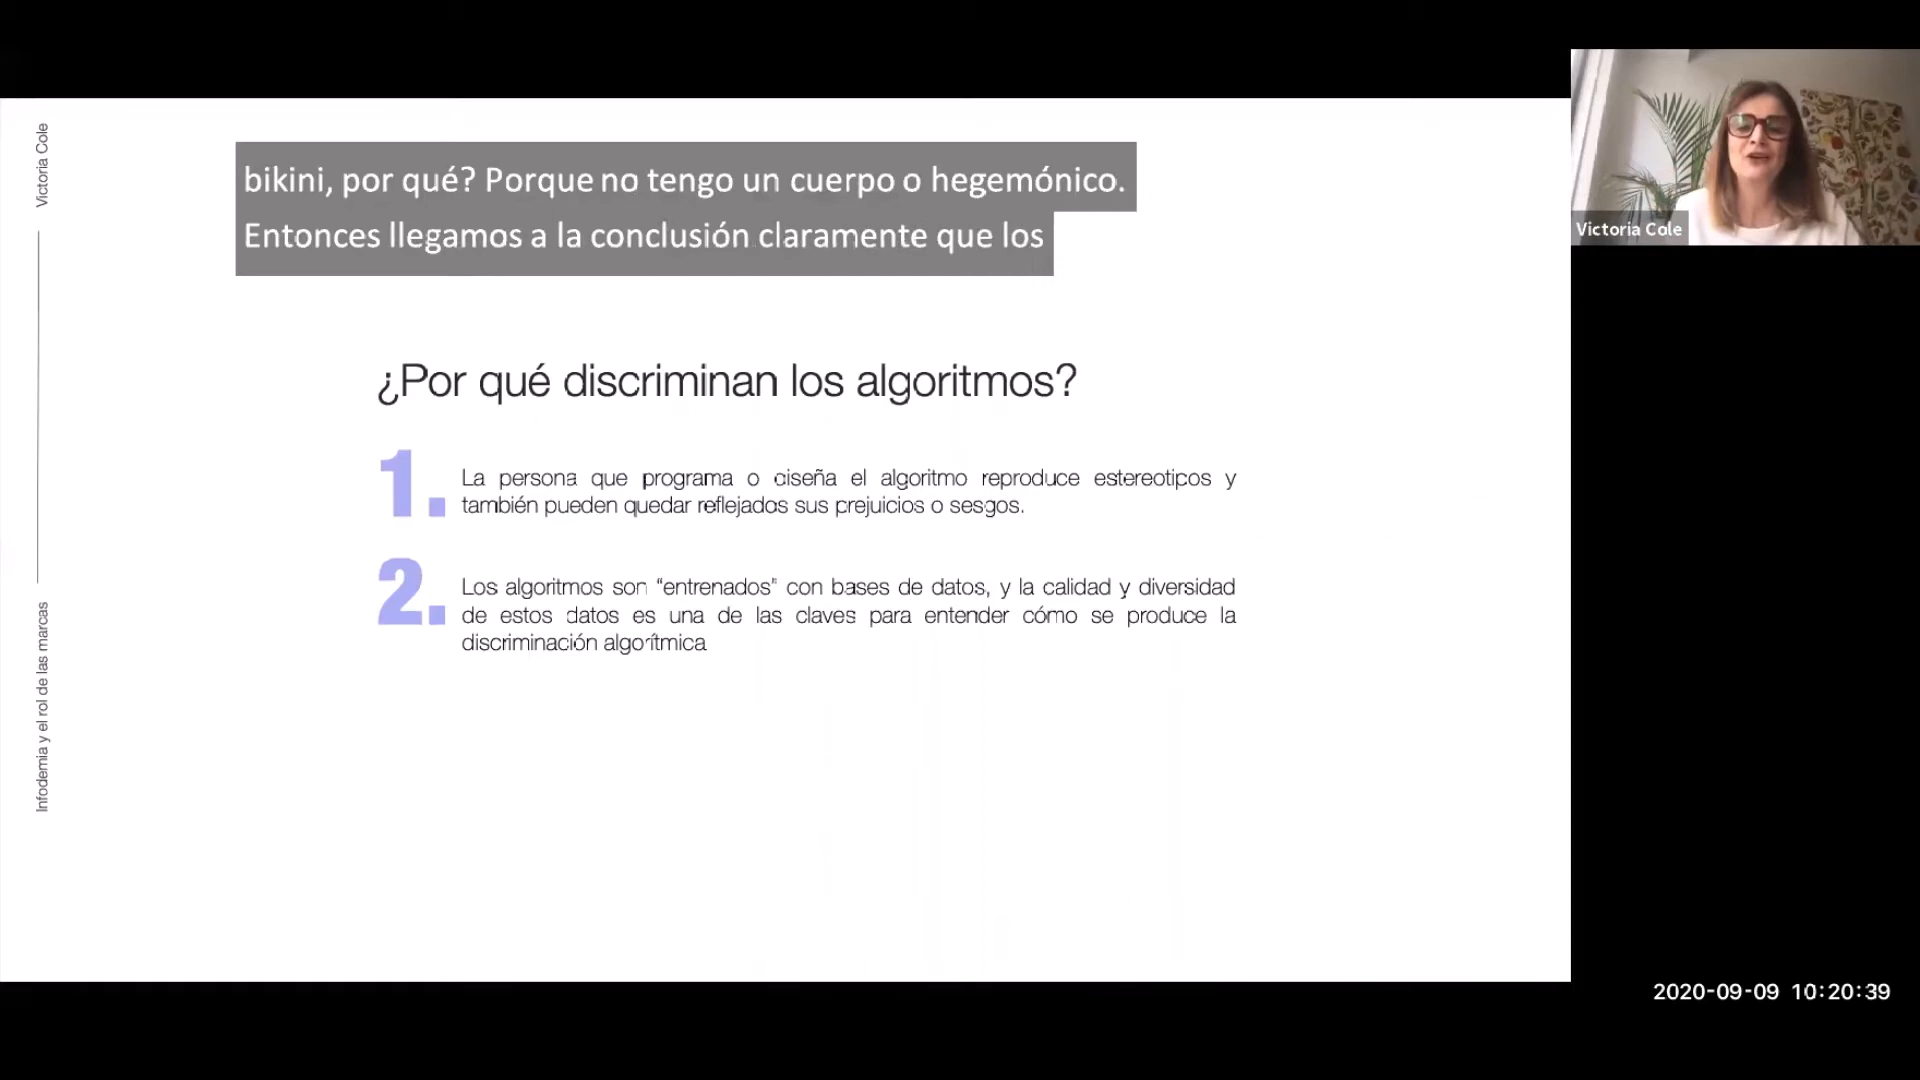 Victoria Cole
Infodemia y el rol de las marcas
bikini, por qué? Porque no tengo un cuerpo o hegemónico.
Entonces llegamos a la conclusión claramente que los
¿Por qué discriminan los algoritmos?
1.
La persona que programa o diseña el algoritmo reproduce estereotipos y
también pueden quedar reflejados sus prejuicios o sesgos.
2.
Los algoritmos son “entrenados” con bases de datos, y la calidad y diversidad
de estos datos es una de las claves para entender cómo se produce la
discriminación algorítmica
Victoria Cole
2020-09-09 10:20:39